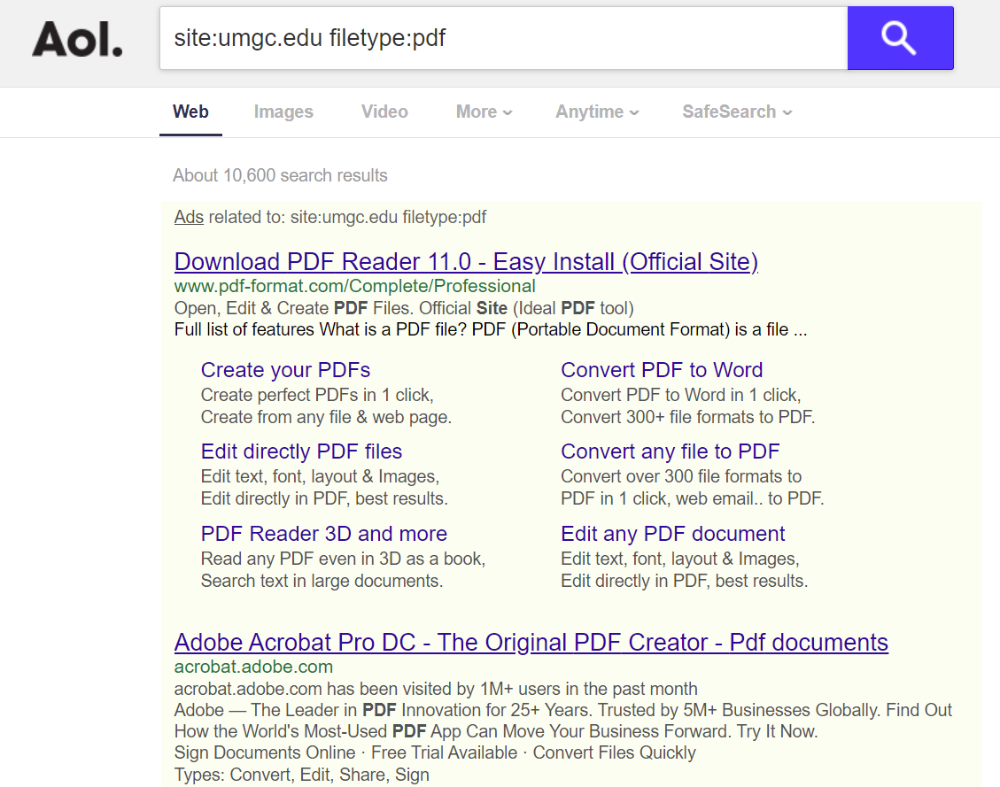 Aol.
site:umgc.edu filetype:pdf
Web Images Video More Anytime SafeSearch
About 10,600 search results
Ads related to: site:umgc.edu filetype:pdf
Download PDF Reader 11.0 - Easy Install (Official Site)
www.pdf-format.com/Complete/Professional
Open, Edit & Create PDF Files. Official Site (Ideal PDF tool)
Full list of features What is a PDF file? PDF (Portable Document Format) is a file ...
Create your PDFs
Create perfect PDFs in 1 click,
Create from any file & web page.
Convert PDF to Word
Convert PDF to Word in 1 click,
Convert 300+ file formats to PDF.
Edit directly PDF files
Edit text, font, layout & Images,
Edit directly in PDF, best results.
Convert any file to PDF
Convert over 300 file formats to
PDF in 1 click, web email.. to PDF.
PDF Reader 3D and more
Read any PDF even in 3D as a book,
Search text in large documents.
Edit any PDF document
Edit text, font, layout & Images,
Edit directly in PDF, best results.
Adobe Acrobat Pro DC - The Original PDF Creator - Pdf documents
acrobat.adobe.com
acrobat.adobe.com has been visited by 1M+ users in the past month
Adobe — The Leader in PDF Innovation for 25+ Years. Trusted by 5M+ Businesses Globally. Find Out
How the World's Most-Used PDF App Can Move Your Business Forward. Try It Now.
Sign Documents Online · Free Trial Available · Convert Files Quickly
Types: Convert, Edit, Share, Sign